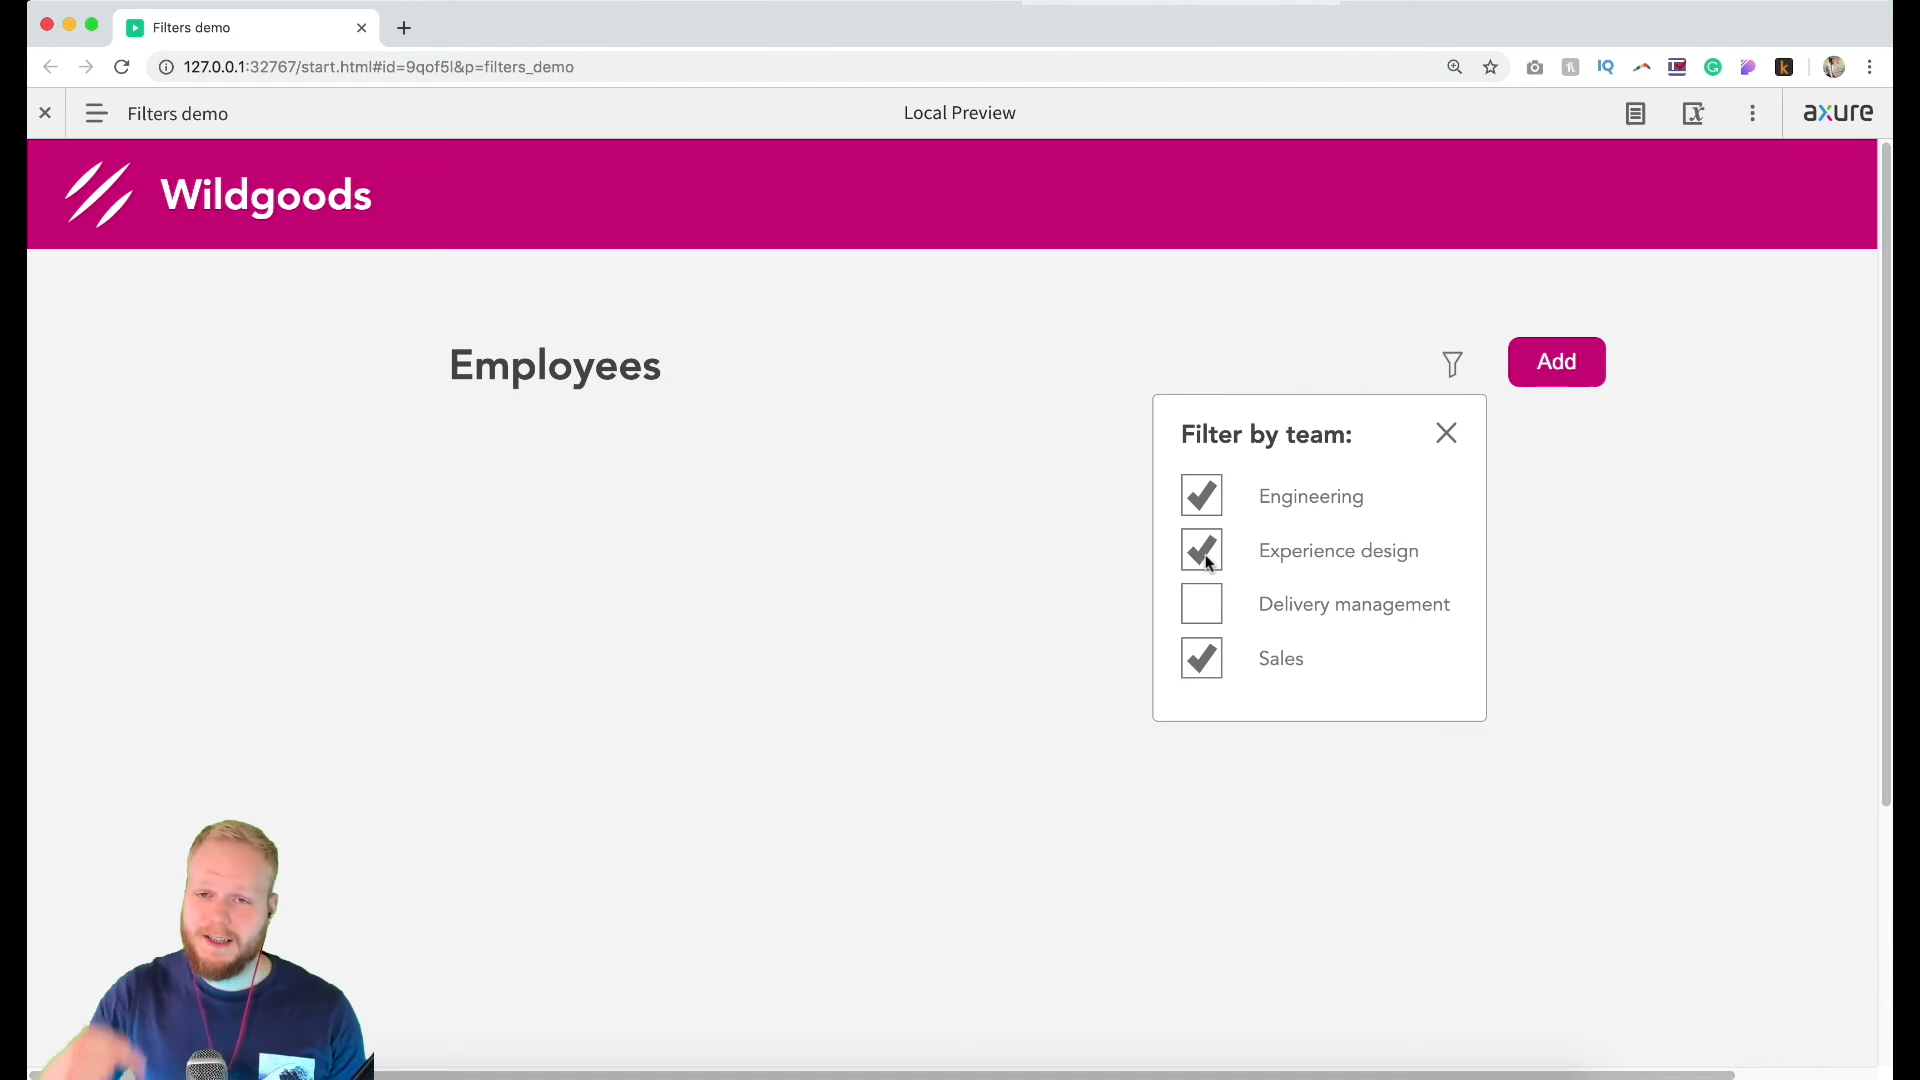 Filters demo
127.0.0.1:32767/start.html#id=9qof5l&p=filters_demo
IQ
k
Filters demo
Local Preview
axure
Wildgoods
Employees
Add
Filter by team:
Engineering
Experience design
Delivery management
Sales